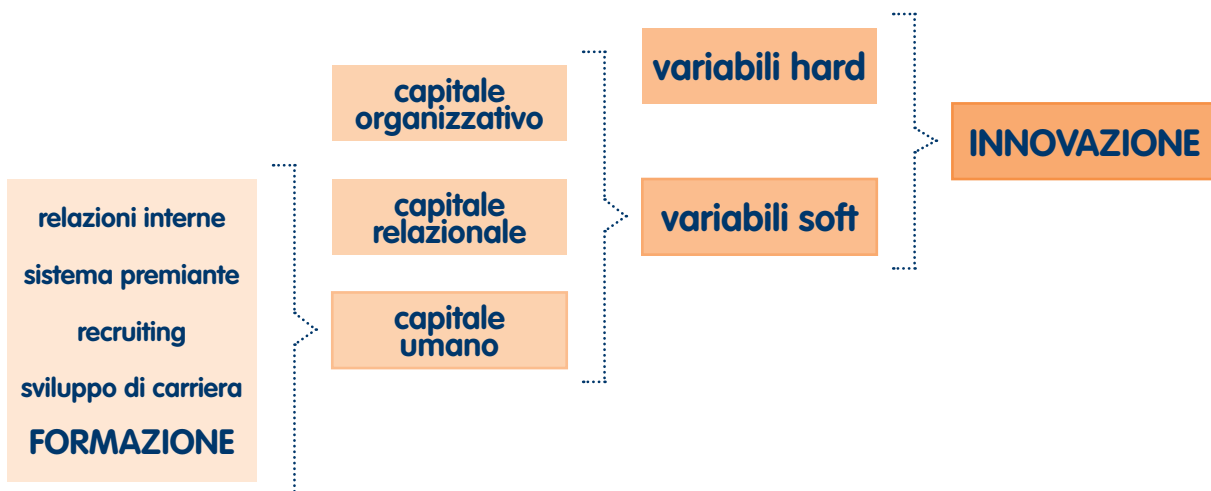 relazioni interne
sistema premiante
recruiting
sviluppo di carriera
FORMAZIONE
capitale
organizzativo
capitale
relazionale
capitale
umano
variabili hard
variabili soft
INNOVAZIONE